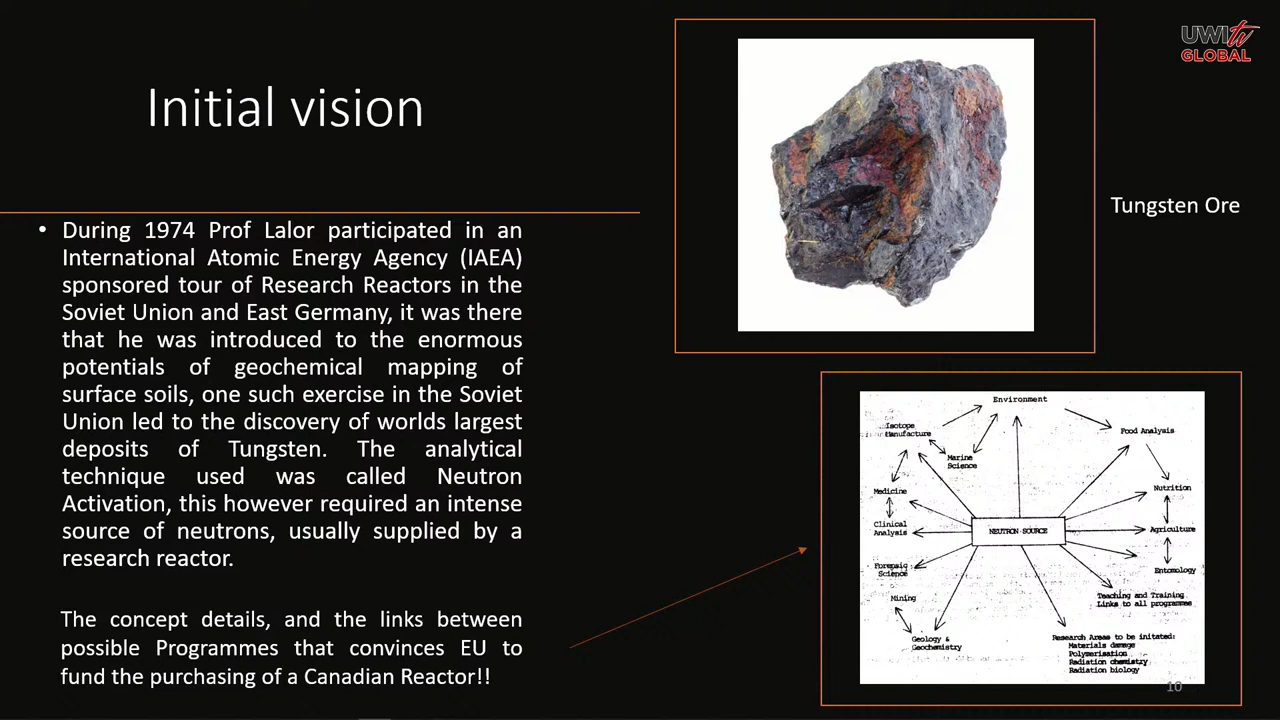 UWItv
GLOBAL
Initial vision
Tungsten Ore
• During 1974 Prof Lalor participated in an
International Atomic Energy Agency (IAEA)
sponsored tour of Research Reactors in the
Soviet Union and East Germany, it was there
that he was introduced to the enormous
potentials of geochemical mapping of
surface soils, one such exercise in the Soviet
Union led to the discovery of worlds largest
deposits of Tungsten. The analytical
technique used was called Neutron
Activation, this however required an intense
source of neutrons, usually supplied by a
research reactor.
The concept details, and the links between
possible Programmes that convinces EU to
fund the purchasing of a Canadian Reactor!!
Environment
Isotope
Manufacture
Food Analysis
Marine
Science
Medicine
Nutrition
Clinical
Analysis
NEUTRON SOURCE
Agriculture
Forensic
Science
Entomology
Mining
Teaching and Training
Links to all programmes
Geology &
Geochemistry
Research Areas to be initated:
Materials damage
Polymerisation
Radiation chemistry
Radiation biology
10